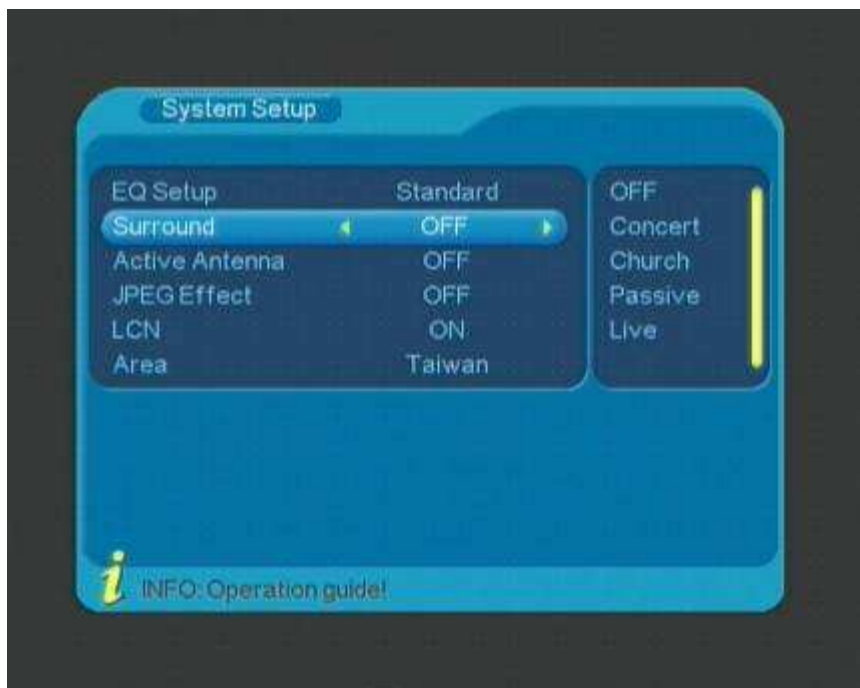 System Setup
EQ Setup Standard
Surround OFF
Active Antenna OFF
JPEG Effect OFF
LCN ON
Area Taiwan
OFF
Concert
Church
Passive
Live
INFO: Operation guide!